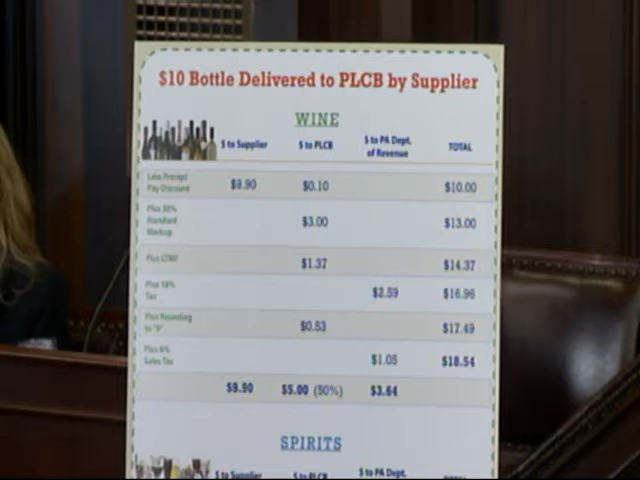 $10 Bottle Delivered to PLCB by Supplier
WINE
$ to Supplier $ to PLCB $ to PA Dept. of Revenue TOTAL
Less Prompt Pay Discount $9.90 $0.10 $10.00
Plus 30% Standard Markup $3.00 $13.00
Plus LTMF $1.37 $14.37
Plus 18% Tax $2.59 $16.96
Plus Rounding to "9" $0.53 $17.49
Plus 6% Sales Tax $1.05 $18.54
$9.90 $5.00 (50%) $3.64
SPIRITS
$ to Supplier $ to PLCB $ to PA Dept.